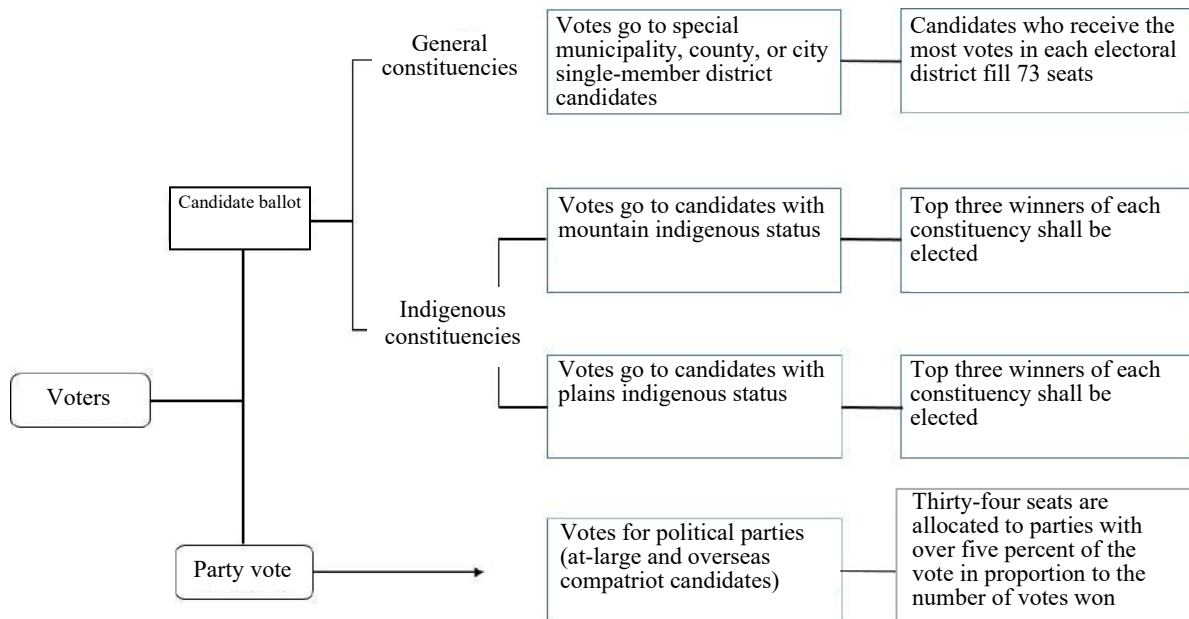 General
constituencies
Votes go to special
municipality, county, or city
single-member district
candidates
Candidates who receive the
most votes in each electoral
district fill 73 seats
Candidate ballot
Votes go to candidates with
mountain indigenous status
Top three winners of each
constituency shall be
elected
Indigenous
constituencies
Votes go to candidates with
plains indigenous status
Top three winners of each
constituency shall be
elected
Voters
Party vote
Votes for political parties
(at-large and overseas
compatriot candidates)
Thirty-four seats are
allocated to parties with
over five percent of the
vote in proportion to the
number of votes won